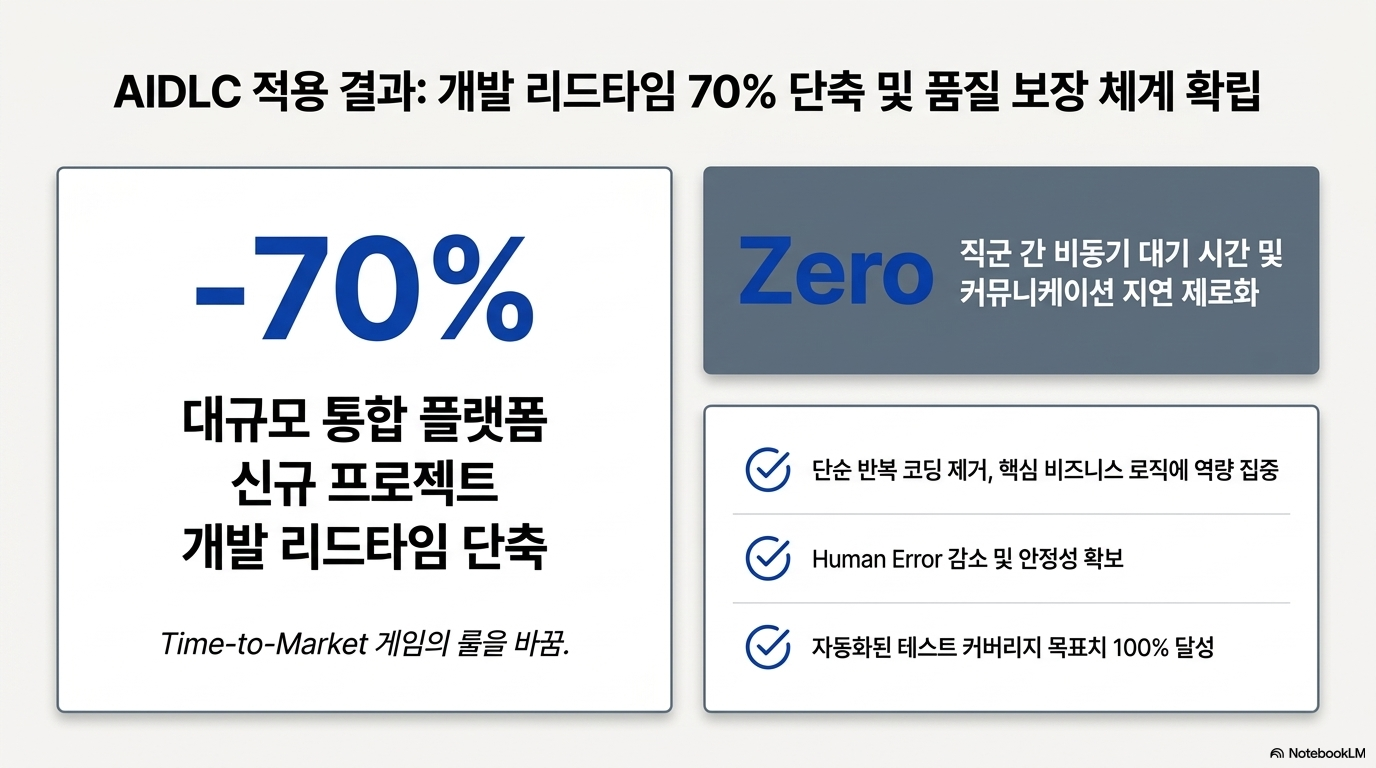 AIDLC 적용 결과: 개발 리드타임 70% 단축 및 품질 보장 체계 확립
-70%
대규모 통합 플랫폼
신규 프로젝트
개발 리드타임 단축
Time-to-Market 게임의 룰을 바꿈.
Zero
직군 간 비동기 대기 시간 및
커뮤니케이션 지연 제로화
단순 반복 코딩 제거, 핵심 비즈니스 로직에 역량 집중
Human Error 감소 및 안정성 확보
자동화된 테스트 커버리지 목표치 100% 달성
NotebookLM